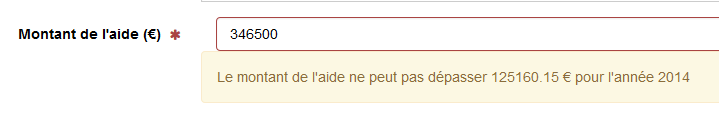 Montant de l'aide (€) * 346500
Le montant de l'aide ne peut pas dépasser 125160.15 € pour l'année 2014